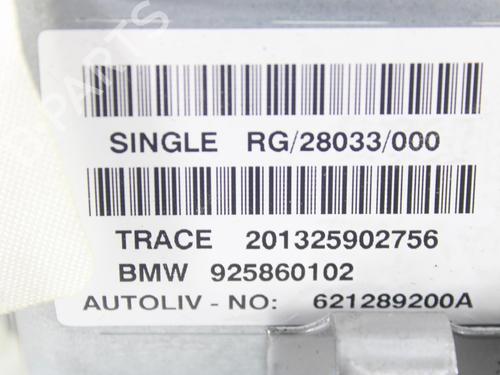 SINGLE RG/28033/000
TRACE 201325902756
BMW 925860102
AUTOLIV - NO: 621289200A